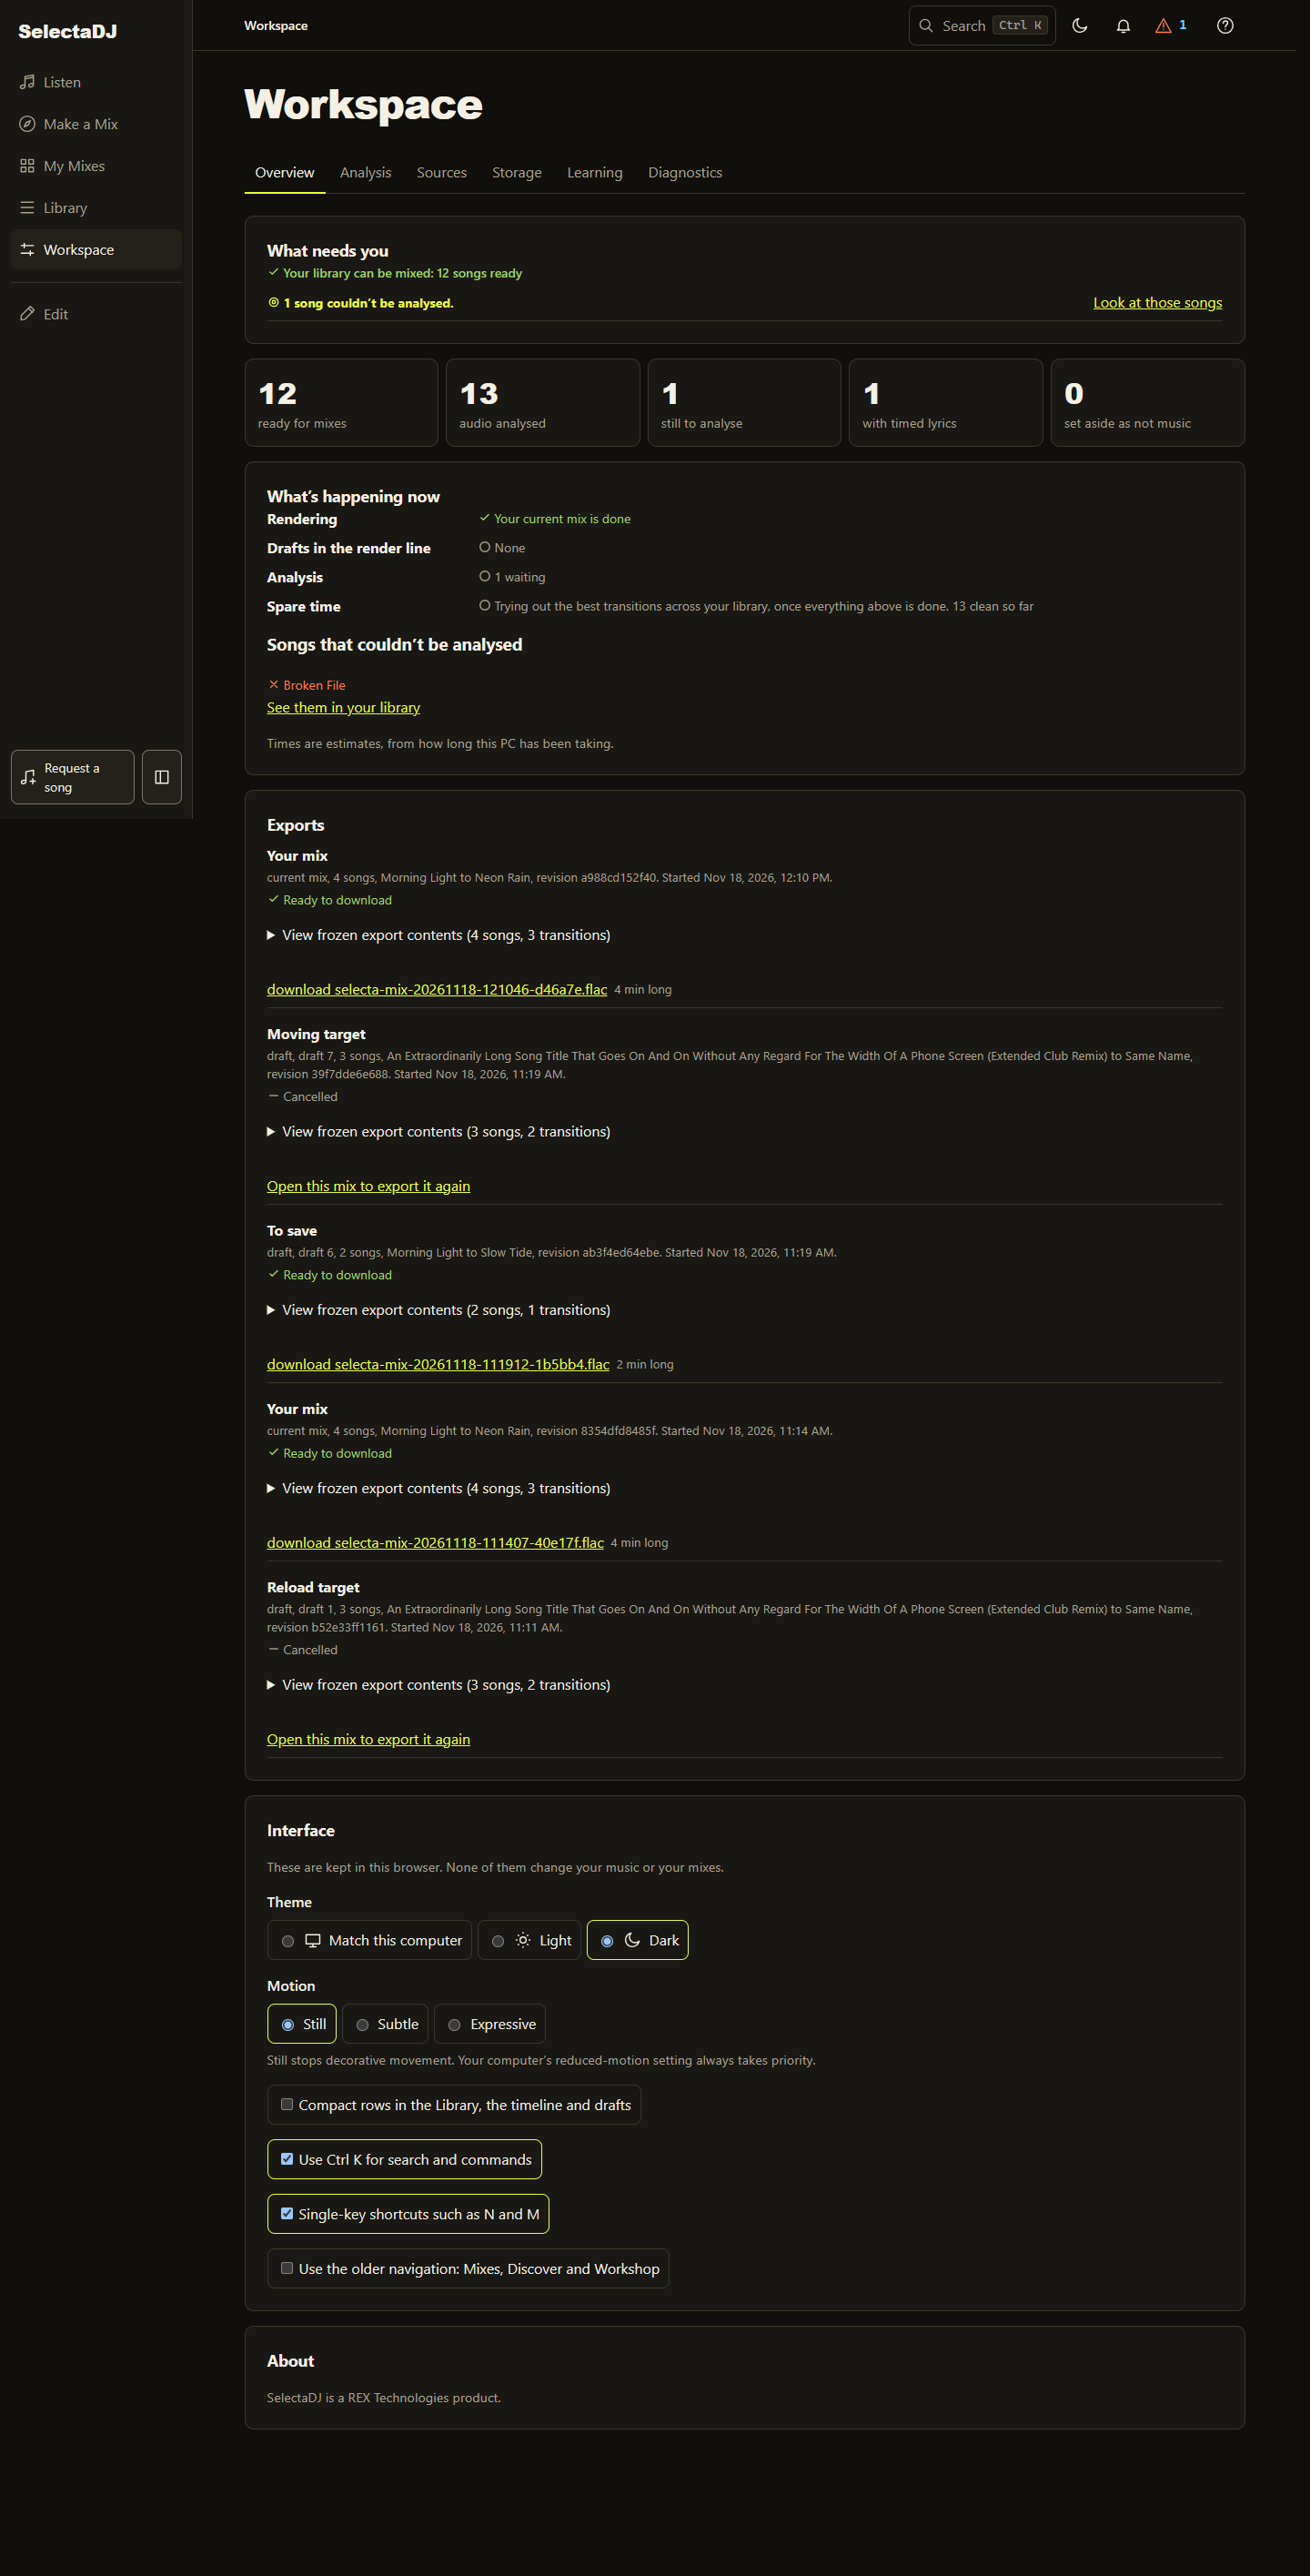 SelectaDJ
Listen
Make a Mix
My Mixes
Library
Workspace
Edit
Request a
song
Workspace
Search Ctrl K
1
Workspace
Overview Analysis Sources Storage Learning Diagnostics
What needs you
Your library can be mixed: 12 songs ready
1 song couldn’t be analysed. Look at those songs
12
ready for mixes
13
audio analysed
1
still to analyse
1
with timed lyrics
0
set aside as not music
What’s happening now
Rendering Your current mix is done
Drafts in the render line None
Analysis 1 waiting
Spare time Trying out the best transitions across your library, once everything above is done. 13 clean so far
Songs that couldn’t be analysed
Broken File
See them in your library
Times are estimates, from how long this PC has been taking.
Exports
Your mix
current mix, 4 songs, Morning Light to Neon Rain, revision a988cd152f40. Started Nov 18, 2026, 12:10 PM.
Ready to download
View frozen export contents (4 songs, 3 transitions)
download selecta-mix-20261118-121046-d46a7e.flac 4 min long
Moving target
draft, draft 7, 3 songs, An Extraordinarily Long Song Title That Goes On And On Without Any Regard For The Width Of A Phone Screen (Extended Club Remix) to Same Name,
revision 39f7dde6e688. Started Nov 18, 2026, 11:19 AM.
Cancelled
View frozen export contents (3 songs, 2 transitions)
Open this mix to export it again
To save
draft, draft 6, 2 songs, Morning Light to Slow Tide, revision ab3f4ed64ebe. Started Nov 18, 2026, 11:19 AM.
Ready to download
View frozen export contents (2 songs, 1 transitions)
download selecta-mix-20261118-111912-1b5bb4.flac 2 min long
Your mix
current mix, 4 songs, Morning Light to Neon Rain, revision 8354dfd8485f. Started Nov 18, 2026, 11:14 AM.
Ready to download
View frozen export contents (4 songs, 3 transitions)
download selecta-mix-20261118-111407-40e17f.flac 4 min long
Reload target
draft, draft 1, 3 songs, An Extraordinarily Long Song Title That Goes On And On Without Any Regard For The Width Of A Phone Screen (Extended Club Remix) to Same Name,
revision b52e33ff1161. Started Nov 18, 2026, 11:11 AM.
Cancelled
View frozen export contents (3 songs, 2 transitions)
Open this mix to export it again
Interface
These are kept in this browser. None of them change your music or your mixes.
Theme
Match this computer Light Dark
Motion
Still Subtle Expressive
Still stops decorative movement. Your computer’s reduced-motion setting always takes priority.
Compact rows in the Library, the timeline and drafts
Use Ctrl K for search and commands
Single-key shortcuts such as N and M
Use the older navigation: Mixes, Discover and Workshop
About
SelectaDJ is a REX Technologies product.